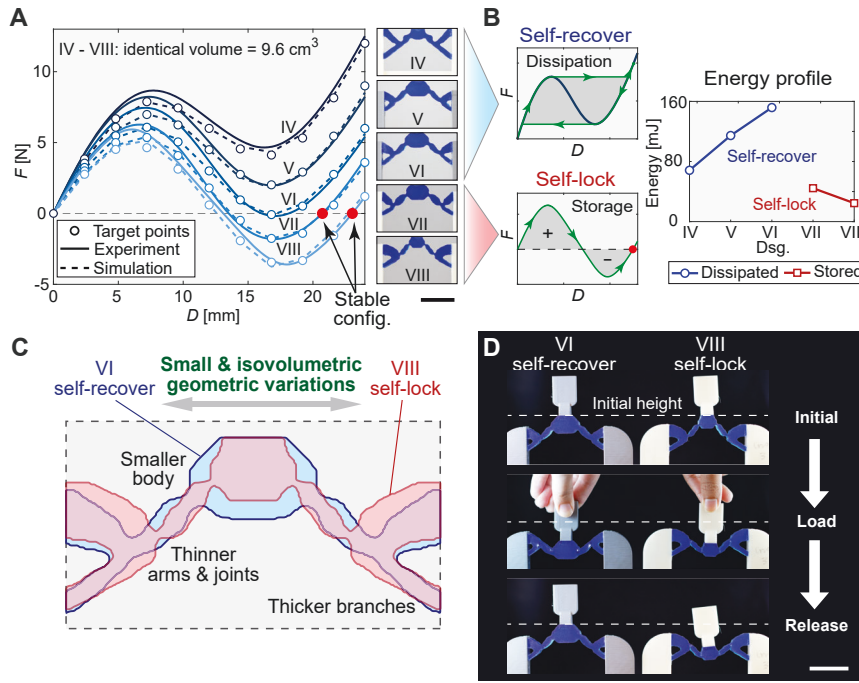 A
IV - VIII: identical volume = 9.6 cm3
F [N]
10
5
0
-5
0
5
10
15
20
D [mm]
IV
V
VI
VII
VIII
Target points
Experiment
Simulation
Stable
config.
IV
V
VI
VII
VIII
B
Self-recover
Dissipation
F
D
Self-lock
Storage
+
-
F
D
Energy profile
Energy [mJ]
160
80
0
Self-recover
Self-lock
IV
V
VI
VII
VIII
Dsg.
Dissipated
Stored
C
VI
self-recover
Small & isovolumetric
geometric variations
VIII
self-lock
Smaller
body
Thinner
arms & joints
Thicker branches
D
VI
self-recover
VIII
self-lock
Initial height
Initial
Load
Release